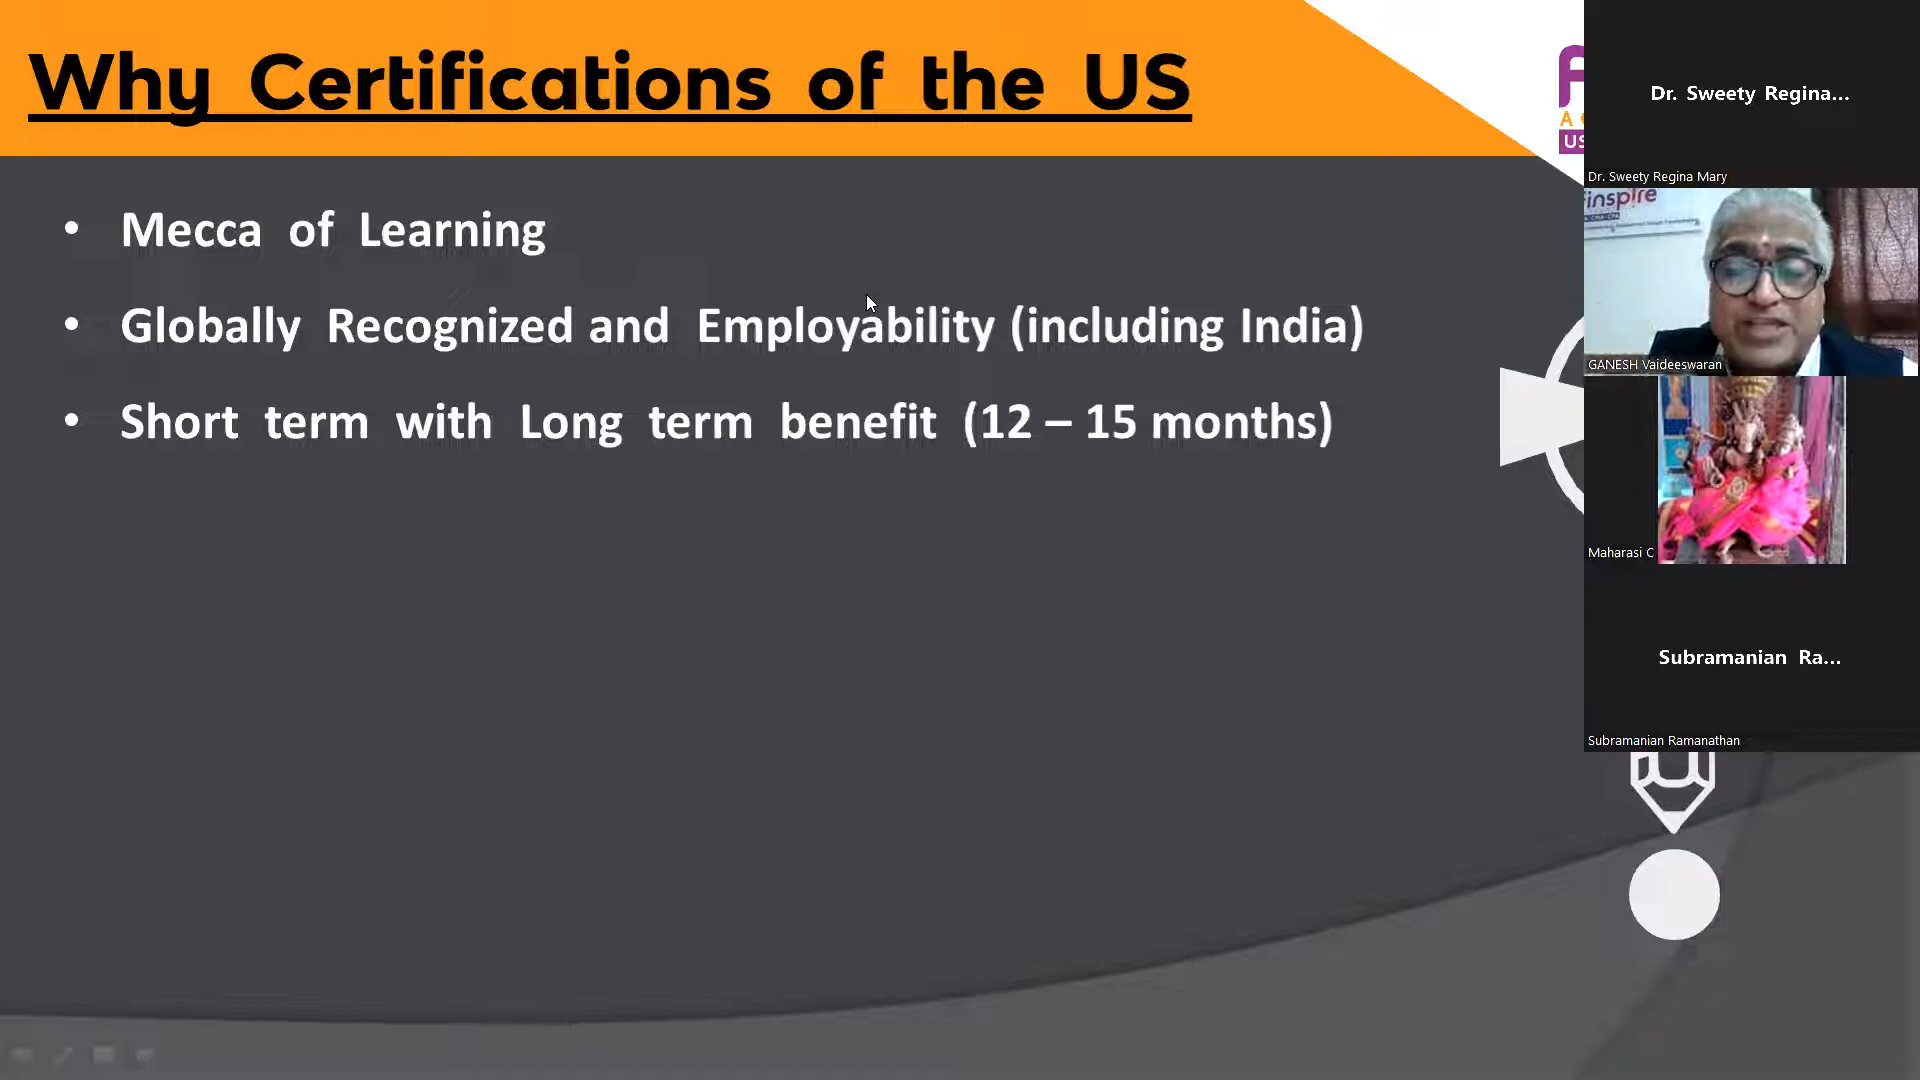 Why Certifications of the US
• Mecca of Learning
• Globally Recognized and Employability (including India)
• Short term with Long term benefit (12 – 15 months)
Dr. Sweety Regina...
Dr. Sweety Regina Mary
finspire
GANESH Vaideeswaran
Maharasi C
Subramanian Ra...
Subramanian Ramanathan